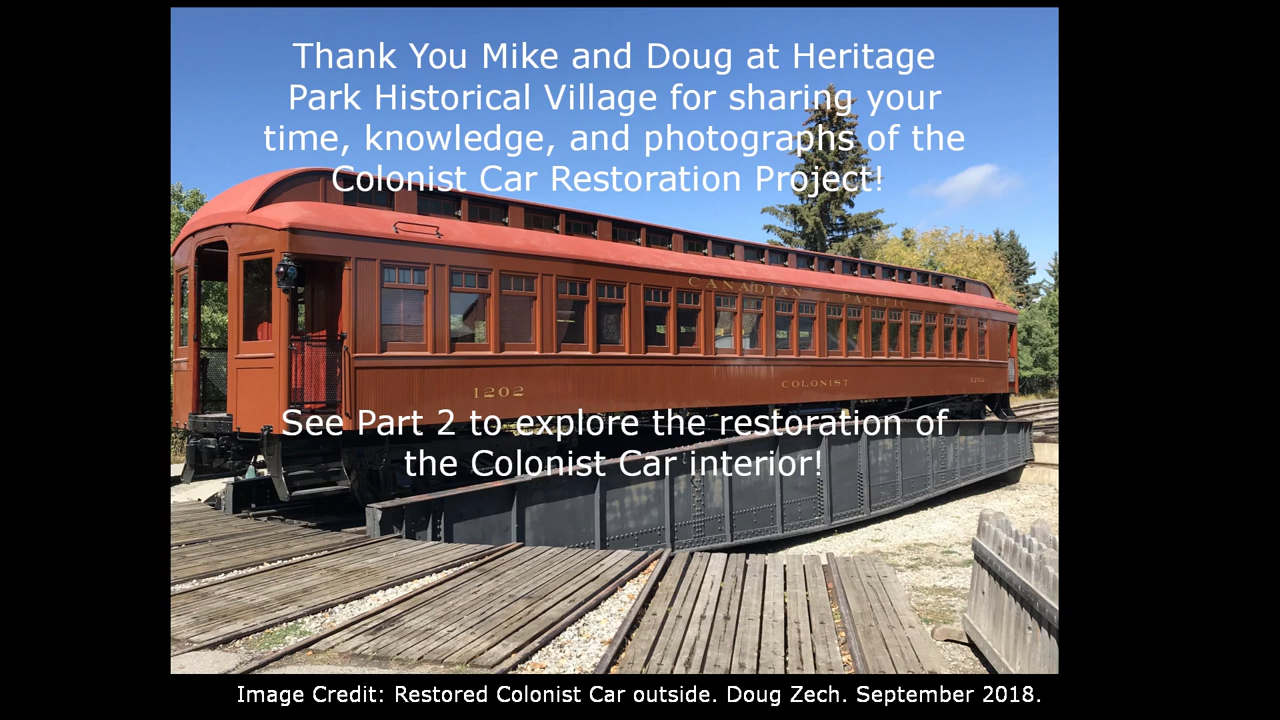 Thank You Mike and Doug at Heritage
Park Historical Village for sharing your
time, knowledge, and photographs of the
Colonist Car Restoration Project!
CANADIAN PACIFIC
1202
COLONIST
1202
See Part 2 to explore the restoration of
the Colonist Car interior!
Image Credit: Restored Colonist Car outside. Doug Zech. September 2018.